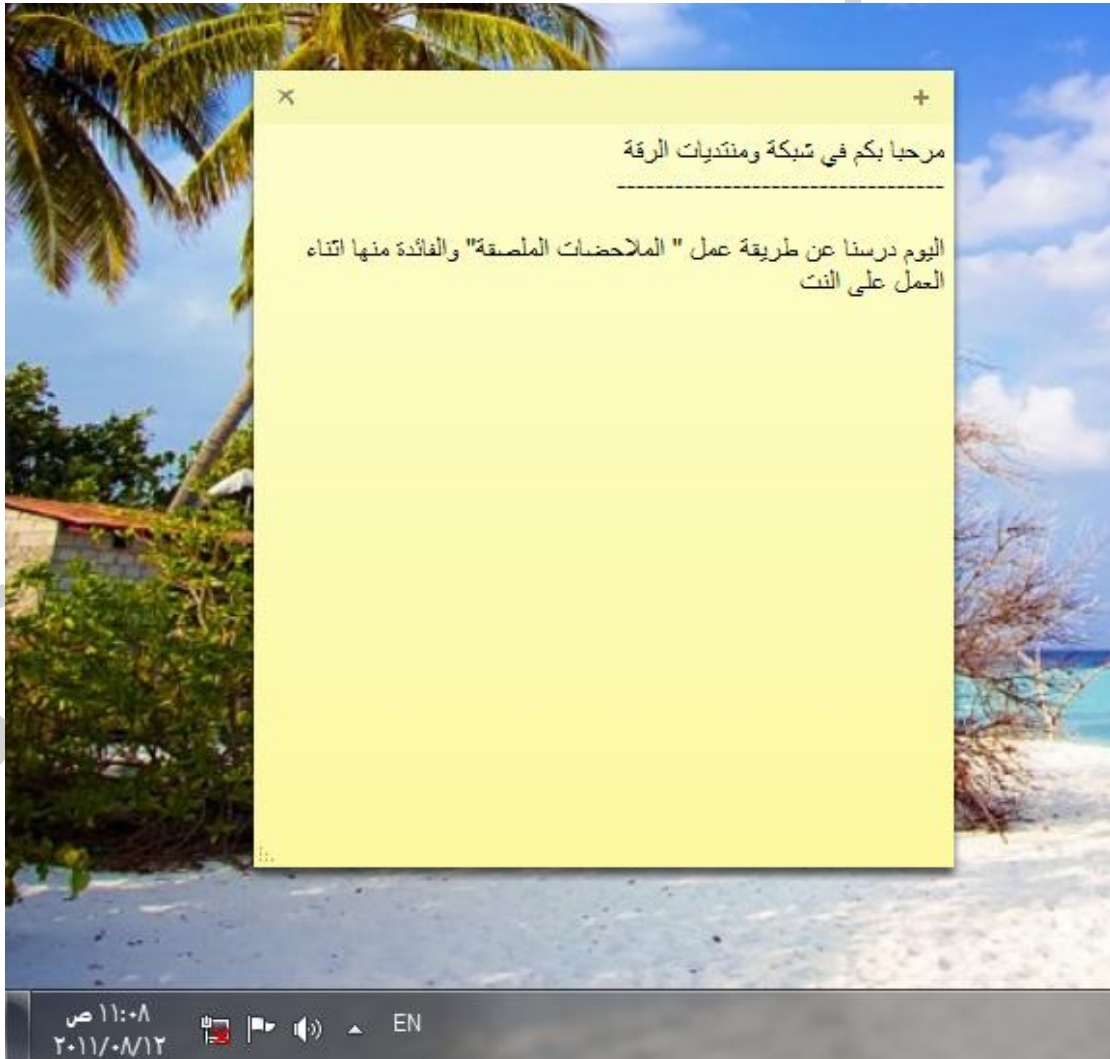 مرحبا بكم في شبكة ومنتديات الرقة
----------------------------------
اليوم درسنا عن طريقة عمل " الملاحضات الملصقة" والفائدة منها اثناء
العمل على النت
EN
١١:٠٨ ص
٢٠١١/٠٨/١٢